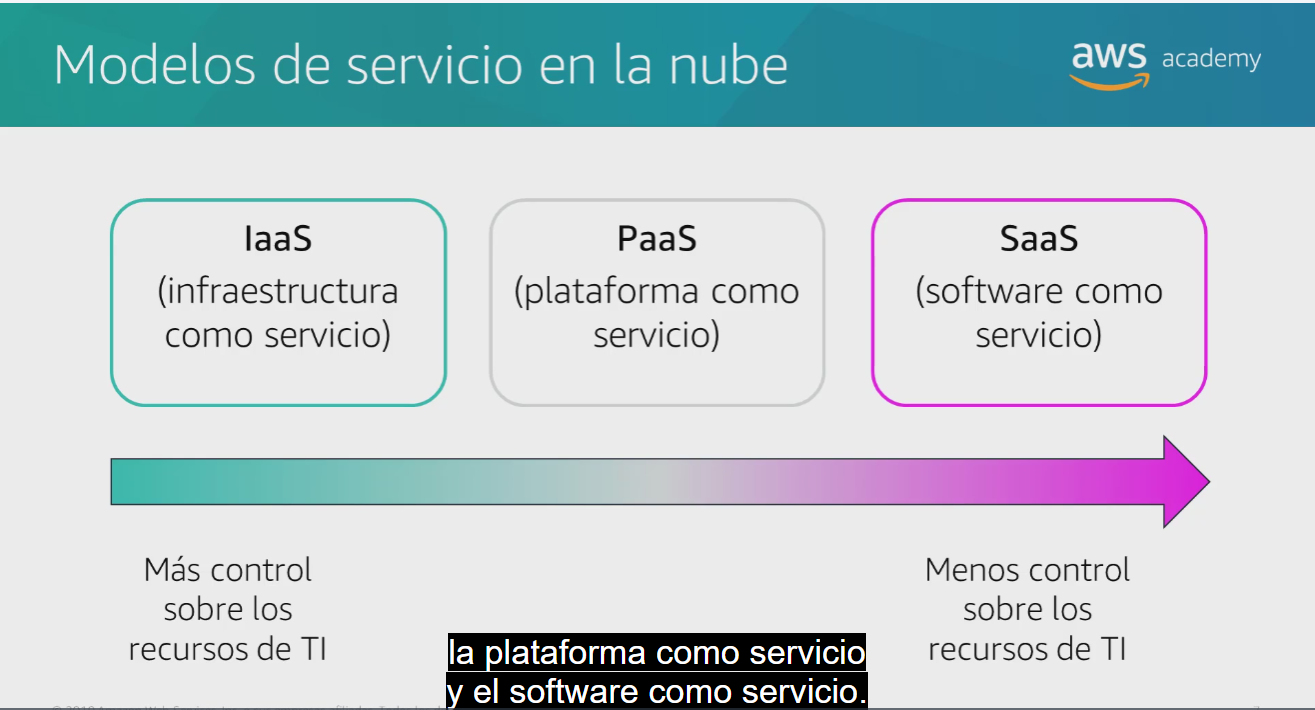 Modelos de servicio en la nube
aws academy
IaaS
(infraestructura
como servicio)
PaaS
(plataforma como
servicio)
SaaS
(software como
servicio)
Más control
sobre los
recursos de TI
Menos control
sobre los
recursos de TI
la plataforma como servicio
y el software como servicio.